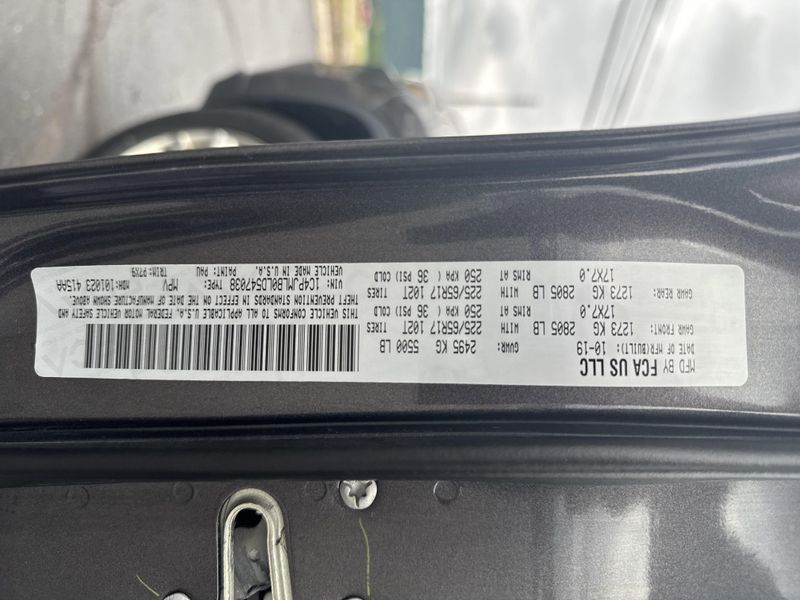 MFD BY FCA US LLC
DATE OF MFR(BUILT): 10-19 GVWR: 2495 KG 5500 LB
GAWR FRONT: 1273 KG 2805 LB WITH 225/65R17 102T TIRES
17X7.0 RIMS AT 250 KPA ( 36 PSI) COLD
GAWR REAR: 1273 KG 2805 LB WITH 225/65R17 102T TIRES
17X7.0 RIMS AT 250 KPA ( 36 PSI) COLD
THIS VEHICLE CONFORMS TO ALL APPLICABLE U.S.A. FEDERAL MOTOR VEHICLE SAFETY AND
THEFT PREVENTION STANDARDS IN EFFECT ON THE DATE OF MANUFACTURE SHOWN ABOVE.
VIN: 1C4PJMLB0LD547038 TYPE: MPV MDH: 101023 415AA
VEHICLE MADE IN U.S.A. PAINT: PAU TRIM: P7X9